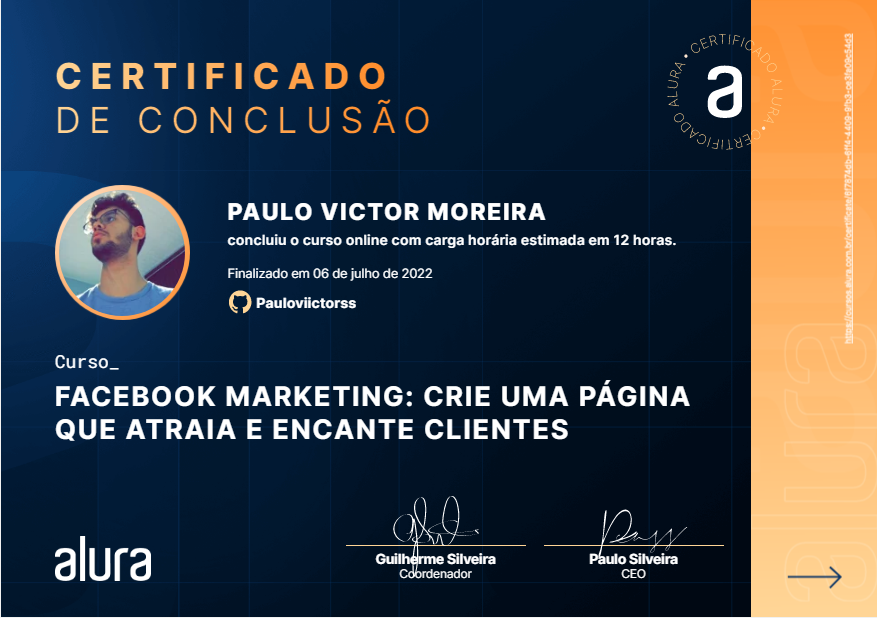 CERTIFICADO
DE CONCLUSÃO
CERTIFICADO ALURA • CERTIFICADO ALURA •
a
PAULO VICTOR MOREIRA
concluiu o curso online com carga horária estimada em 12 horas.
Finalizado em 06 de julho de 2022
Pauloviictorss
Curso_
FACEBOOK MARKETING: CRIE UMA PÁGINA
QUE ATRAIA E ENCANTE CLIENTES
alura
Guilherme Silveira
Coordenador
Paulo Silveira
CEO
alura